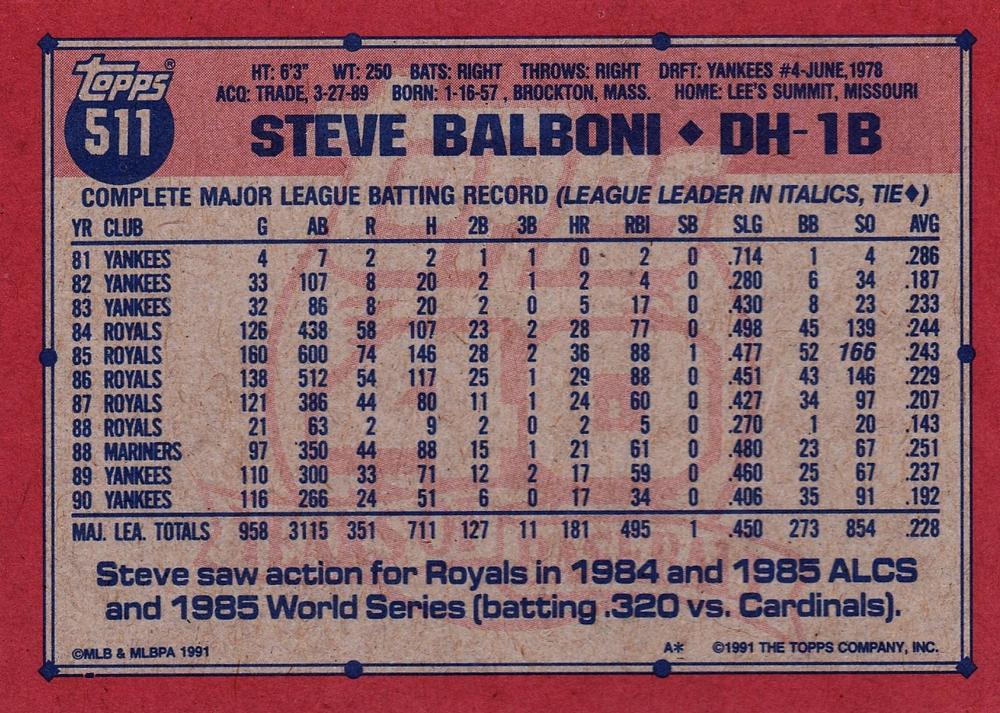 TOPPS®
511
HT: 6'3" WT: 250 BATS: RIGHT THROWS: RIGHT DRFT: YANKEES #4-JUNE,1978
ACQ: TRADE, 3-27-89 BORN: 1-16-57 , BROCKTON, MASS. HOME: LEE'S SUMMIT, MISSOURI
STEVE BALBONI ♦ DH-1B
COMPLETE MAJOR LEAGUE BATTING RECORD (LEAGUE LEADER IN ITALICS, TIE♦)
YR CLUB G AB R H 2B 3B HR RBI SB SLG BB SO AVG
81 YANKEES 4 7 2 2 1 1 0 2 0 .714 1 4 .286
82 YANKEES 33 107 8 20 2 1 2 4 0 .280 6 34 .187
83 YANKEES 32 86 8 20 2 0 5 17 0 .430 8 23 .233
84 ROYALS 126 438 58 107 23 2 28 77 0 .498 45 139 .244
85 ROYALS 160 600 74 146 28 2 36 88 1 .477 52 166 .243
86 ROYALS 138 512 54 117 25 1 29 88 0 .451 43 146 .229
87 ROYALS 121 386 44 80 11 1 24 60 0 .427 34 97 .207
88 ROYALS 21 63 2 9 2 0 2 5 0 .270 1 20 .143
88 MARINERS 97 350 44 88 15 1 21 61 0 .480 23 67 .251
89 YANKEES 110 300 33 71 12 2 17 59 0 .460 25 67 .237
90 YANKEES 116 266 24 51 6 0 17 34 0 .406 35 91 .192
MAJ. LEA. TOTALS 958 3115 351 711 127 11 181 495 1 .450 273 854 .228
Steve saw action for Royals in 1984 and 1985 ALCS
and 1985 World Series (batting .320 vs. Cardinals).
©MLB & MLBPA 1991 A* ©1991 THE TOPPS COMPANY, INC.